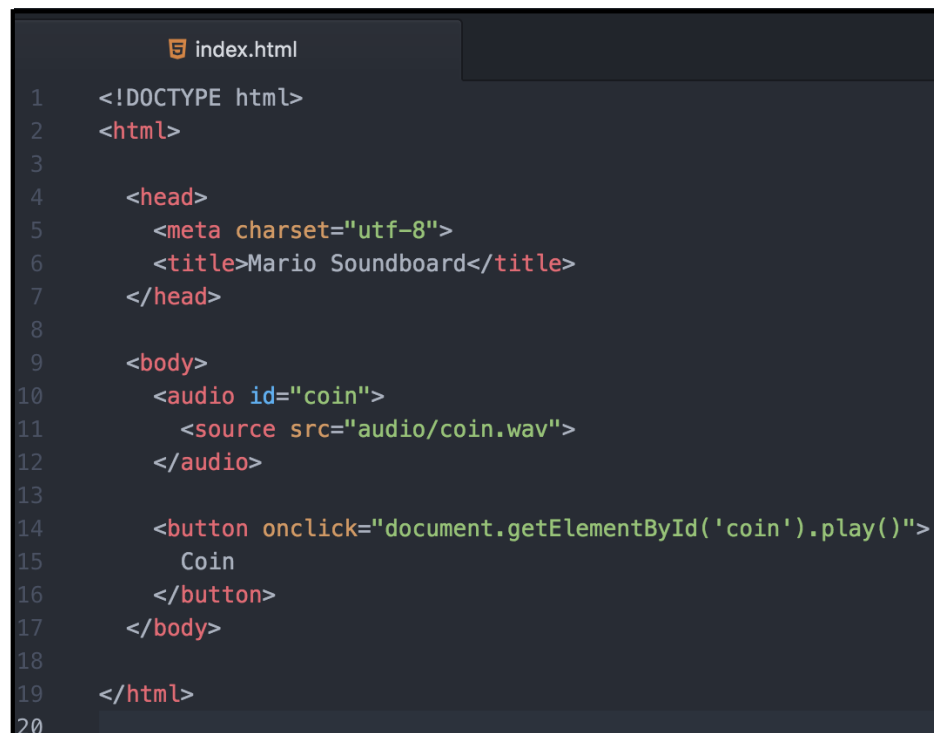 index.html
1 <!DOCTYPE html>
2 <html>
3
4   <head>
5     <meta charset="utf-8">
6     <title>Mario Soundboard</title>
7   </head>
8
9   <body>
10     <audio id="coin">
11       <source src="audio/coin.wav">
12     </audio>
13
14     <button onclick="document.getElementById('coin').play()">
15       Coin
16     </button>
17   </body>
18
19 </html>
20